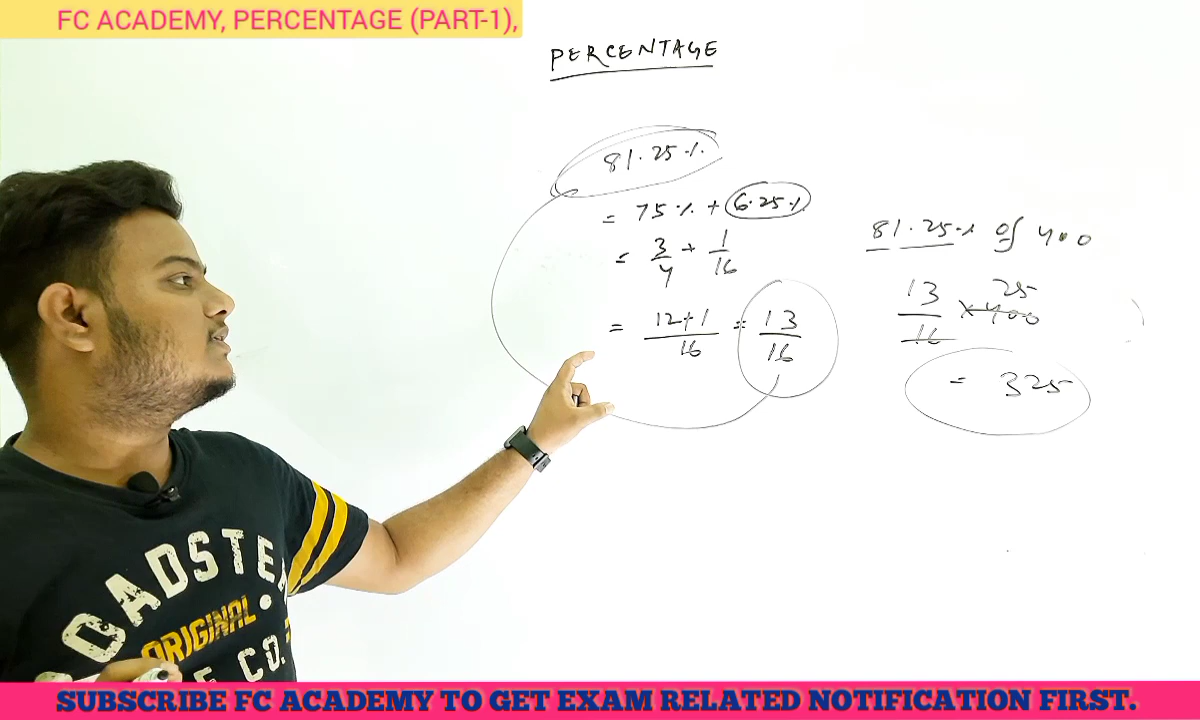 FC ACADEMY, PERCENTAGE (PART-1),
PERCENTAGE
81.25%
= 75% + 6.25%
= 3/4 + 1/16
= 12+1/16 = 13/16
81.25% of 400
13/16 × 400 25
= 325
ROADSTER
ORIGINAL
CO.
SUBSCRIBE FC ACADEMY TO GET EXAM RELATED NOTIFICATION FIRST.